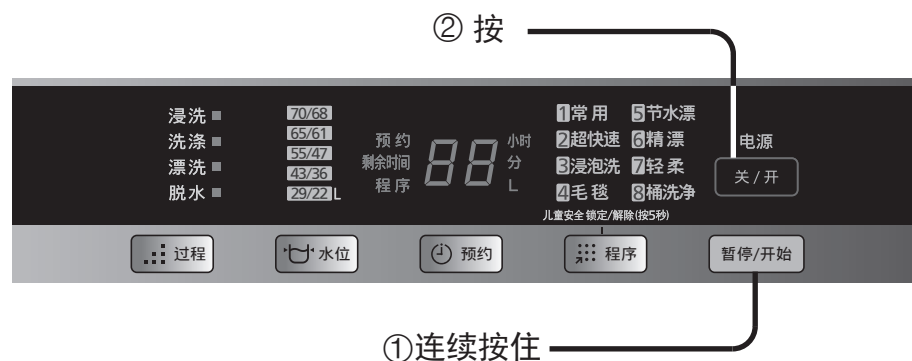 ② 按
浸洗
洗涤
漂洗
脱水
70/68
65/61
55/47
43/36
29/22 L
预约
剩余时间
程序
88
小时
分
L
1常用 5节水漂
2超快速 6精漂
3浸泡洗 7轻柔
4毛毯 8桶洗净
儿童安全锁定/解除(按5秒)
电源
关/开
过程
水位
预约
程序
暂停/开始
①连续按住